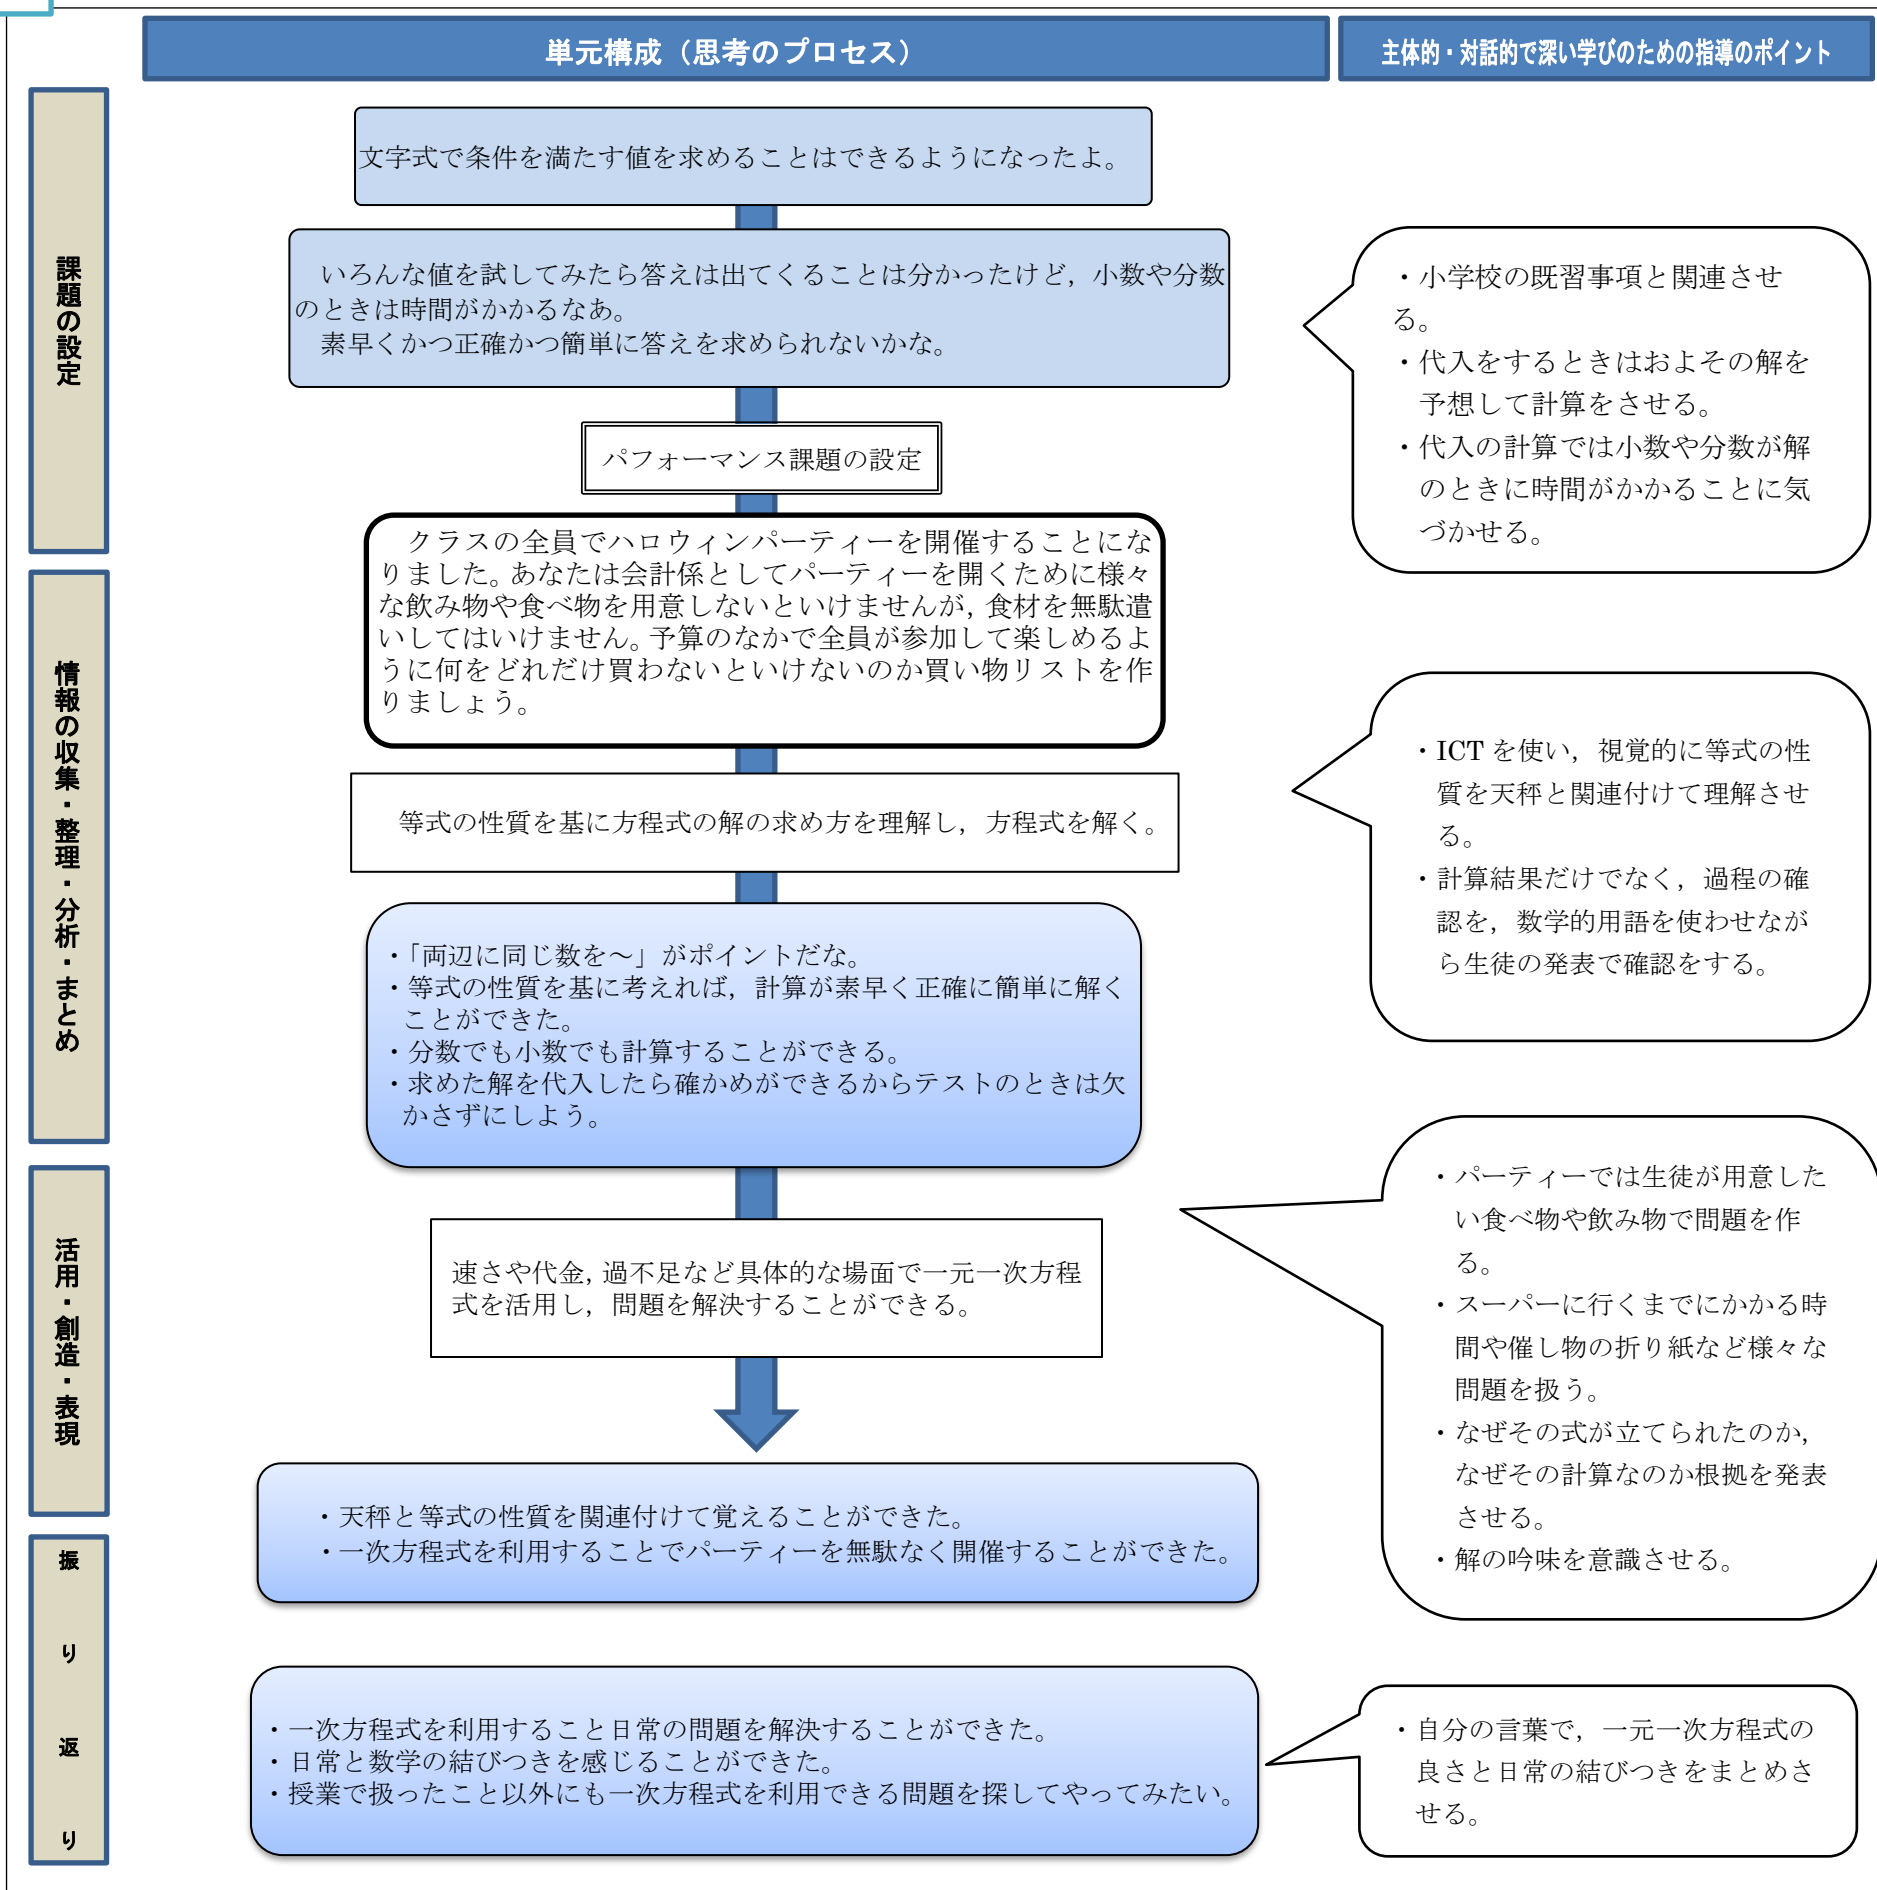 単元構成（思考のプロセス）
主体的・対話的で深い学びのための指導のポイント
課題の設定
文字式で条件を満たす値を求めることはできるようになったよ。
いろんな値を試してみたら答えは出てくることは分かったけど，小数や分数
のときは時間がかかるなあ。
素早くかつ正確かつ簡単に答えを求められないかな。
パフォーマンス課題の設定
・小学校の既習事項と関連させ
る。
・代入をするときはおよその解を
予想して計算をさせる。
・代入の計算では小数や分数が解
のときに時間がかかることに気
づかせる。
情報の収集・整理・分析・まとめ
クラスの全員でハロウィンパーティーを開催することにな
りました。あなたは会計係としてパーティーを開くために様々
な飲み物や食べ物を用意しないといけませんが，食材を無駄遣
いしてはいけません。予算のなかで全員が参加して楽しめるよ
うに何をどれだけ買わないといけないのか買い物リストを作
りましょう。
等式の性質を基に方程式の解の求め方を理解し，方程式を解く。
・「両辺に同じ数を～」がポイントだな。
・等式の性質を基に考えれば，計算が素早く正確に簡単に解く
ことができた。
・分数でも小数でも計算することができる。
・求めた解を代入したら確かめができるからテストのときは欠
かさずにしよう。
・ICT を使い，視覚的に等式の性
質を天秤と関連付けて理解させ
る。
・計算結果だけでなく，過程の確
認を，数学的用語を使わせなが
ら生徒の発表で確認をする。
活用・創造・表現
速さや代金，過不足など具体的な場面で一元一次方程
式を活用し，問題を解決することができる。
・天秤と等式の性質を関連付けて覚えることができた。
・一次方程式を利用することでパーティーを無駄なく開催することができた。
・パーティーでは生徒が用意した
い食べ物や飲み物で問題を作
る。
・スーパーに行くまでにかかる時
間や催し物の折り紙など様々な
問題を扱う。
・なぜその式が立てられたのか，
なぜその計算なのか根拠を発表
させる。
・解の吟味を意識させる。
振り返り
・一次方程式を利用すること日常の問題を解決することができた。
・日常と数学の結びつきを感じることができた。
・授業で扱ったこと以外にも一次方程式を利用できる問題を探してやってみたい。
・自分の言葉で，一元一次方程式の
良さと日常の結びつきをまとめさ
せる。